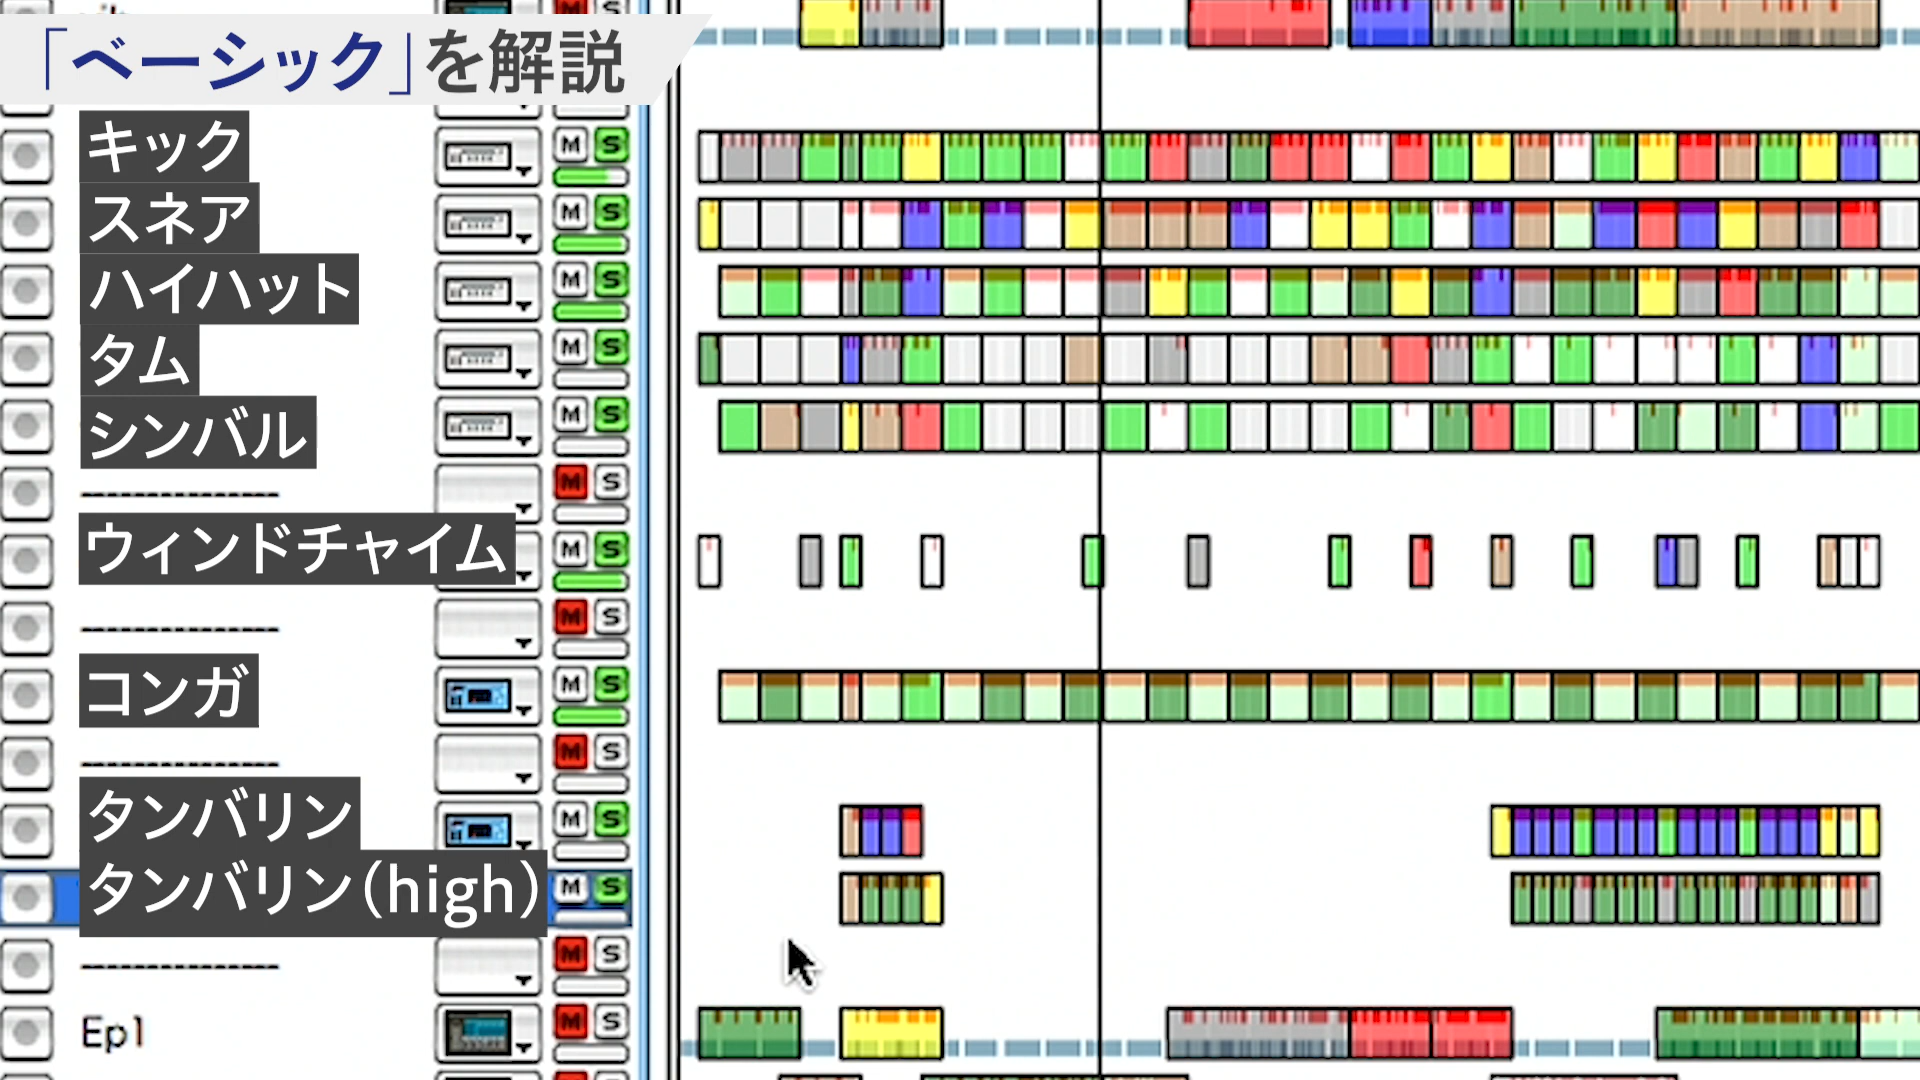 「ベーシック」を解説
キック
M S
スネア
M S
ハイハット
M S
タム
M S
シンバル
M S
M S
ウィンドチャイム
M S
M S
コンガ
M S
M S
タンバリン
M S
タンバリン(high)
M S
M S
Ep1
M S